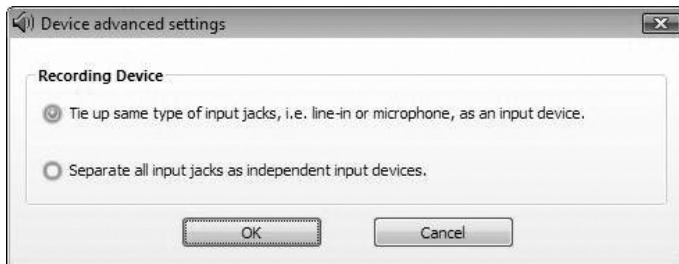 Device advanced settings
Recording Device
Tie up same type of input jacks, i.e. line-in or microphone, as an input device.
Separate all input jacks as independent input devices.
OK
Cancel